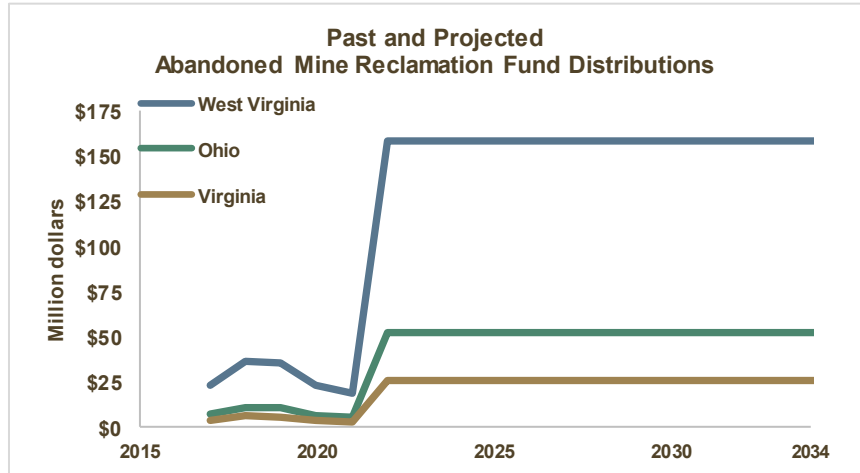 Past and Projected
Abandoned Mine Reclamation Fund Distributions
West Virginia
Ohio
Virginia
Million dollars
$175
$150
$125
$100
$75
$50
$25
$0
2015 2020 2025 2030 2034